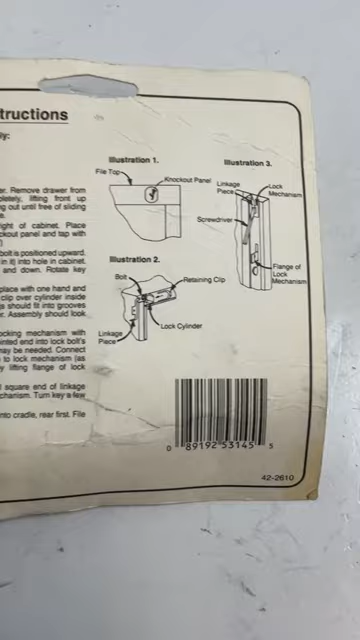 tructions
ly:
er. Remove drawer from
pletely, lifting front up
ng out until free of sliding
e.
right of cabinet. Place
ckout panel and tap with
)
bolt is positioned upward.
in it) into hole in cabinet.
and down. Rotate key
place with one hand and
clip over cylinder inside
s should fit into grooves
r. Assembly should look
ocking mechanism with
inted end into lock bolt's
may be needed. Connect
to lock mechanism (as
y lifting flange of lock
l square end of linkage
chanism. Turn key a few
nto cradle, rear first. File
Illustration 1.
File Top
Knockout Panel
Illustration 2.
Bolt
Retaining Clip
Lock Cylinder
Linkage
Piece
Illustration 3.
Linkage
Piece
Lock
Mechanism
Screwdriver
Flange of
Lock
Mechanism
0 89192 53145 5
42-2610